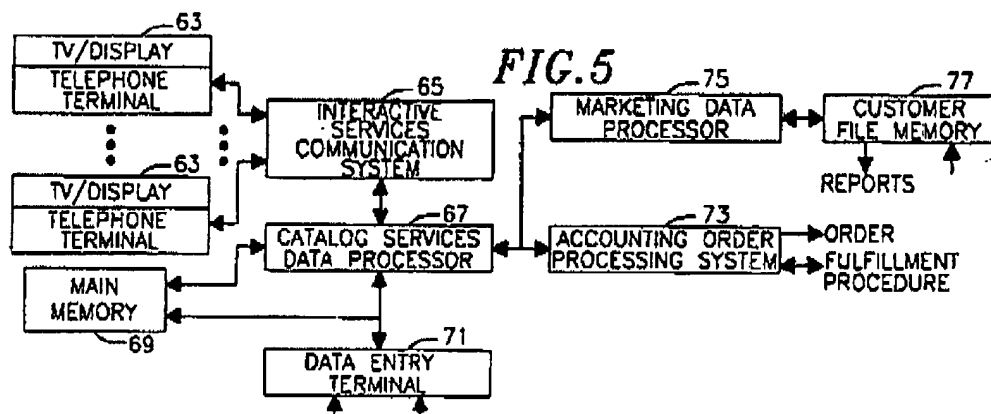 63
TV/DISPLAY
TELEPHONE
TERMINAL
63
TV/DISPLAY
TELEPHONE
TERMINAL
MAIN
MEMORY
69
65
INTERACTIVE
SERVICES
COMMUNICATION
SYSTEM
67
CATALOG SERVICES
DATA PROCESSOR
71
DATA ENTRY
TERMINAL
FIG.5
75
MARKETING DATA
PROCESSOR
77
CUSTOMER
FILE MEMORY
REPORTS
73
ACCOUNTING ORDER
PROCESSING SYSTEM
ORDER
FULFILLMENT
PROCEDURE